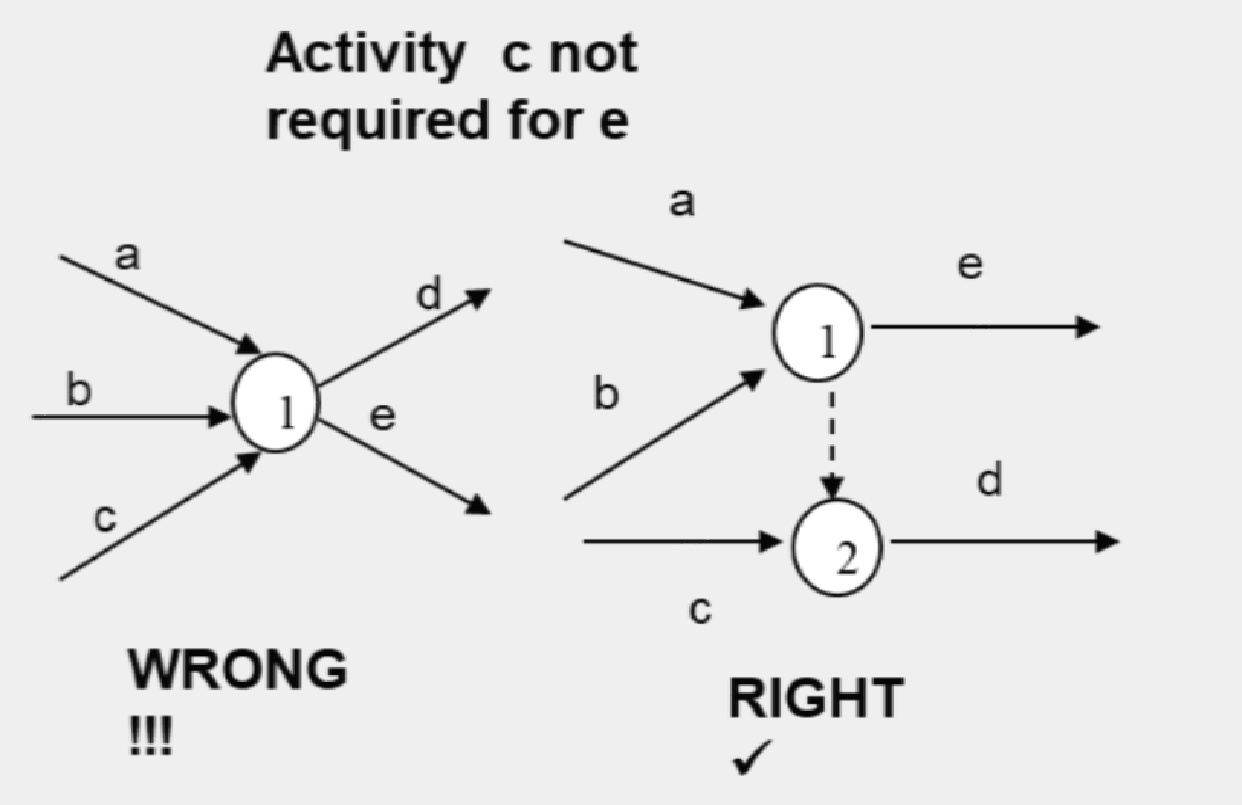 Activity c not
required for e
a
b
c
1
d
e
WRONG
!!!
a
b
c
1
2
e
d
RIGHT
✓